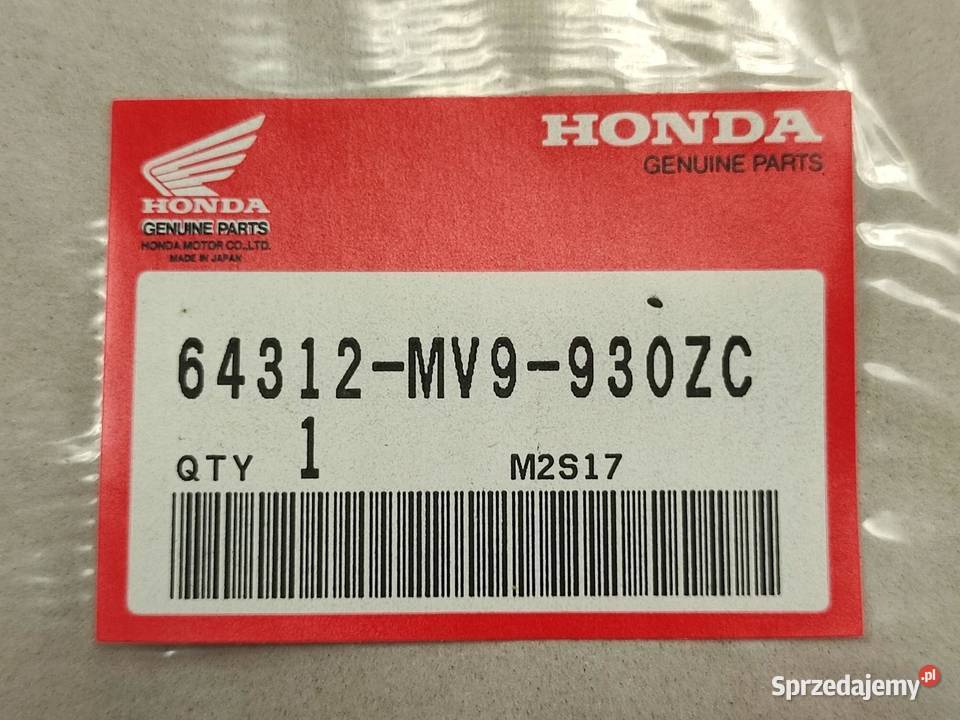 HONDA
GENUINE PARTS
HONDA
GENUINE PARTS
HONDA MOTOR CO.,LTD.
MADE IN JAPAN
64312-MV9-930ZC
QTY 1 M2S17
Sprzedajemy.pl